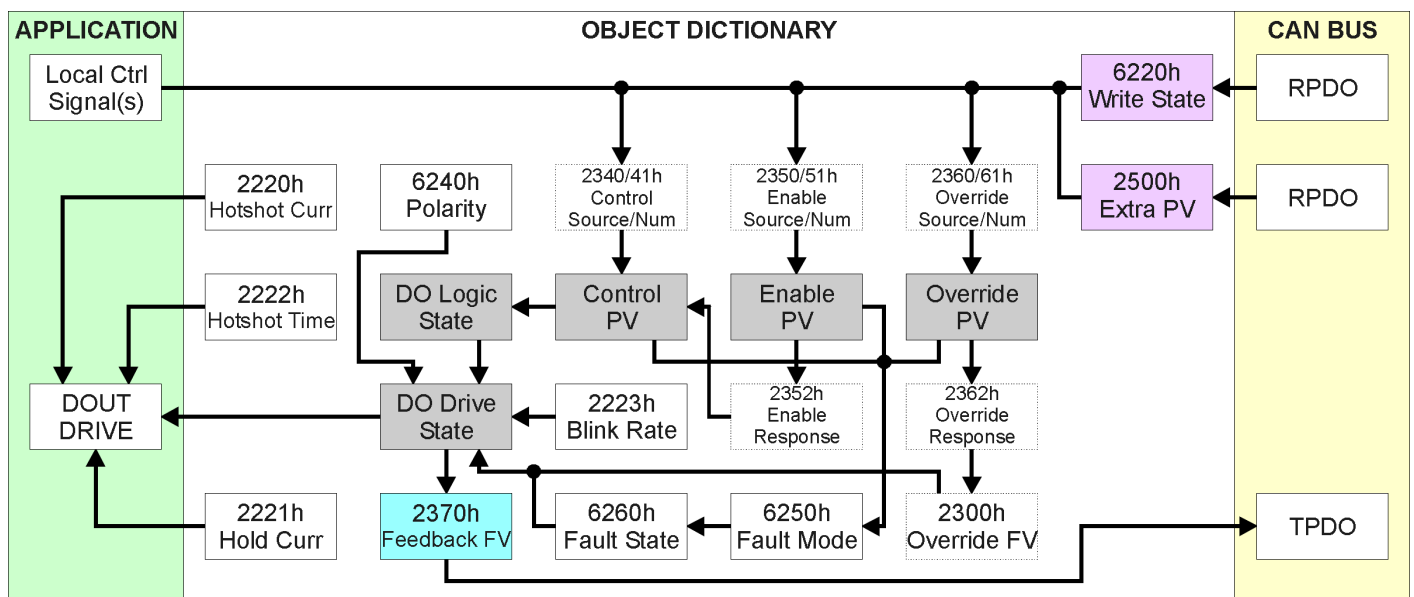 APPLICATION
OBJECT DICTIONARY
CAN BUS
Local Ctrl
Signal(s)
6220h
Write State
RPDO
2220h
Hotshot Curr
6240h
Polarity
2340/41h
Control
Source/Num
2350/51h
Enable
Source/Num
2360/61h
Override
Source/Num
2500h
Extra PV
RPDO
2222h
Hotshot Time
DO Logic
State
Control
PV
Enable
PV
Override
PV
DOUT
DRIVE
DO Drive
State
2223h
Blink Rate
2352h
Enable
Response
2362h
Override
Response
2221h
Hold Curr
2370h
Feedback FV
6260h
Fault State
6250h
Fault Mode
2300h
Override FV
TPDO